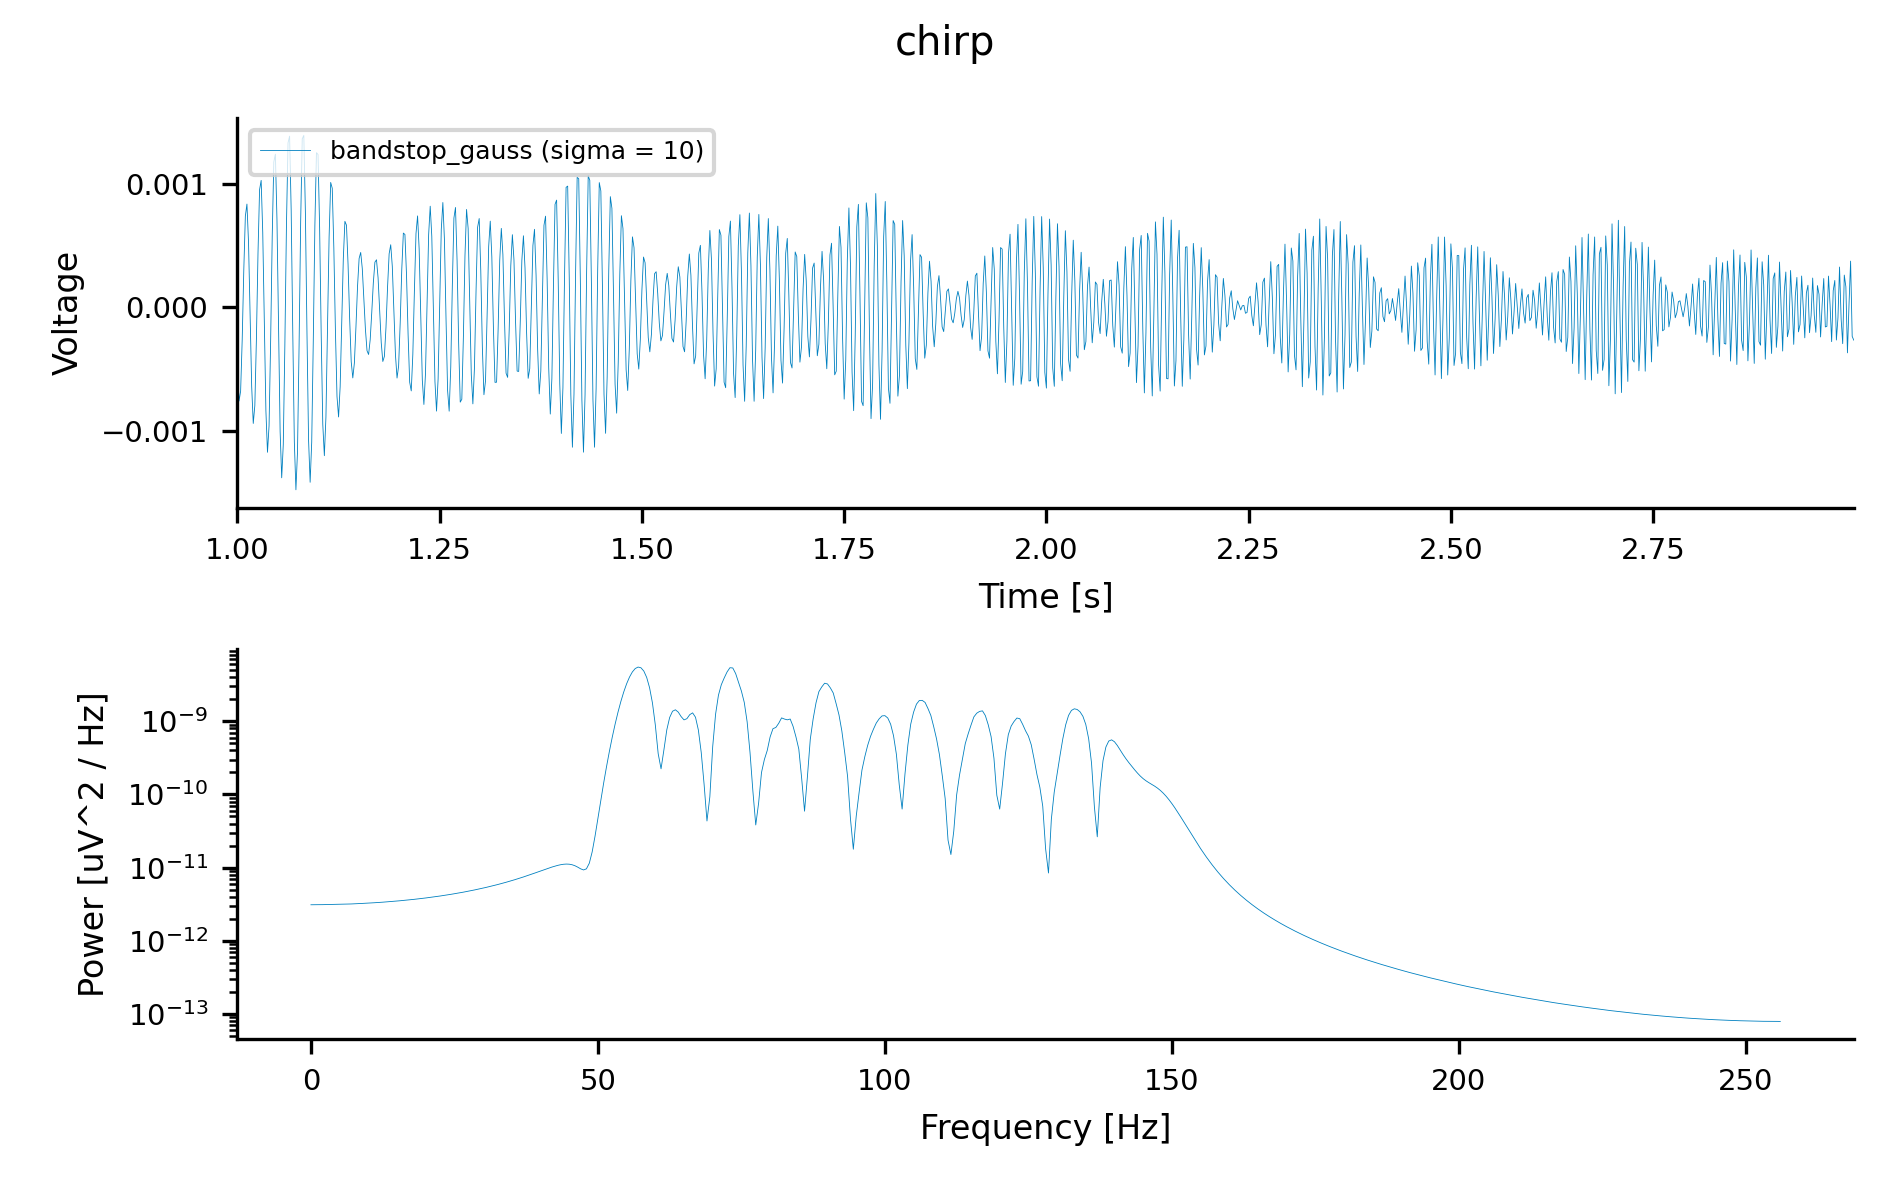 chirp
bandstop_gauss (sigma = 10)
Voltage
0.001
0.000
−0.001
1.00 1.25 1.50 1.75 2.00 2.25 2.50 2.75
Time [s]
Power [uV^2 / Hz]
10⁻⁹
10⁻¹⁰
10⁻¹¹
10⁻¹²
10⁻¹³
0 50 100 150 200 250
Frequency [Hz]